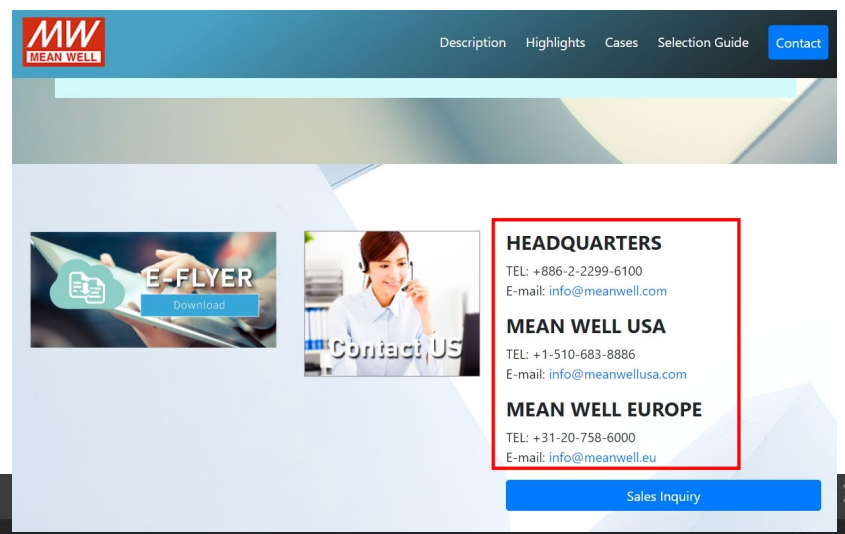 MW
MEAN WELL
Description Highlights Cases Selection Guide Contact
E-FLYER
Download
Contact US
HEADQUARTERS
TEL: +886-2-2299-6100
E-mail: info@meanwell.com
MEAN WELL USA
TEL: +1-510-683-8886
E-mail: info@meanwellusa.com
MEAN WELL EUROPE
TEL: +31-20-758-6000
E-mail: info@meanwell.eu
Sales Inquiry